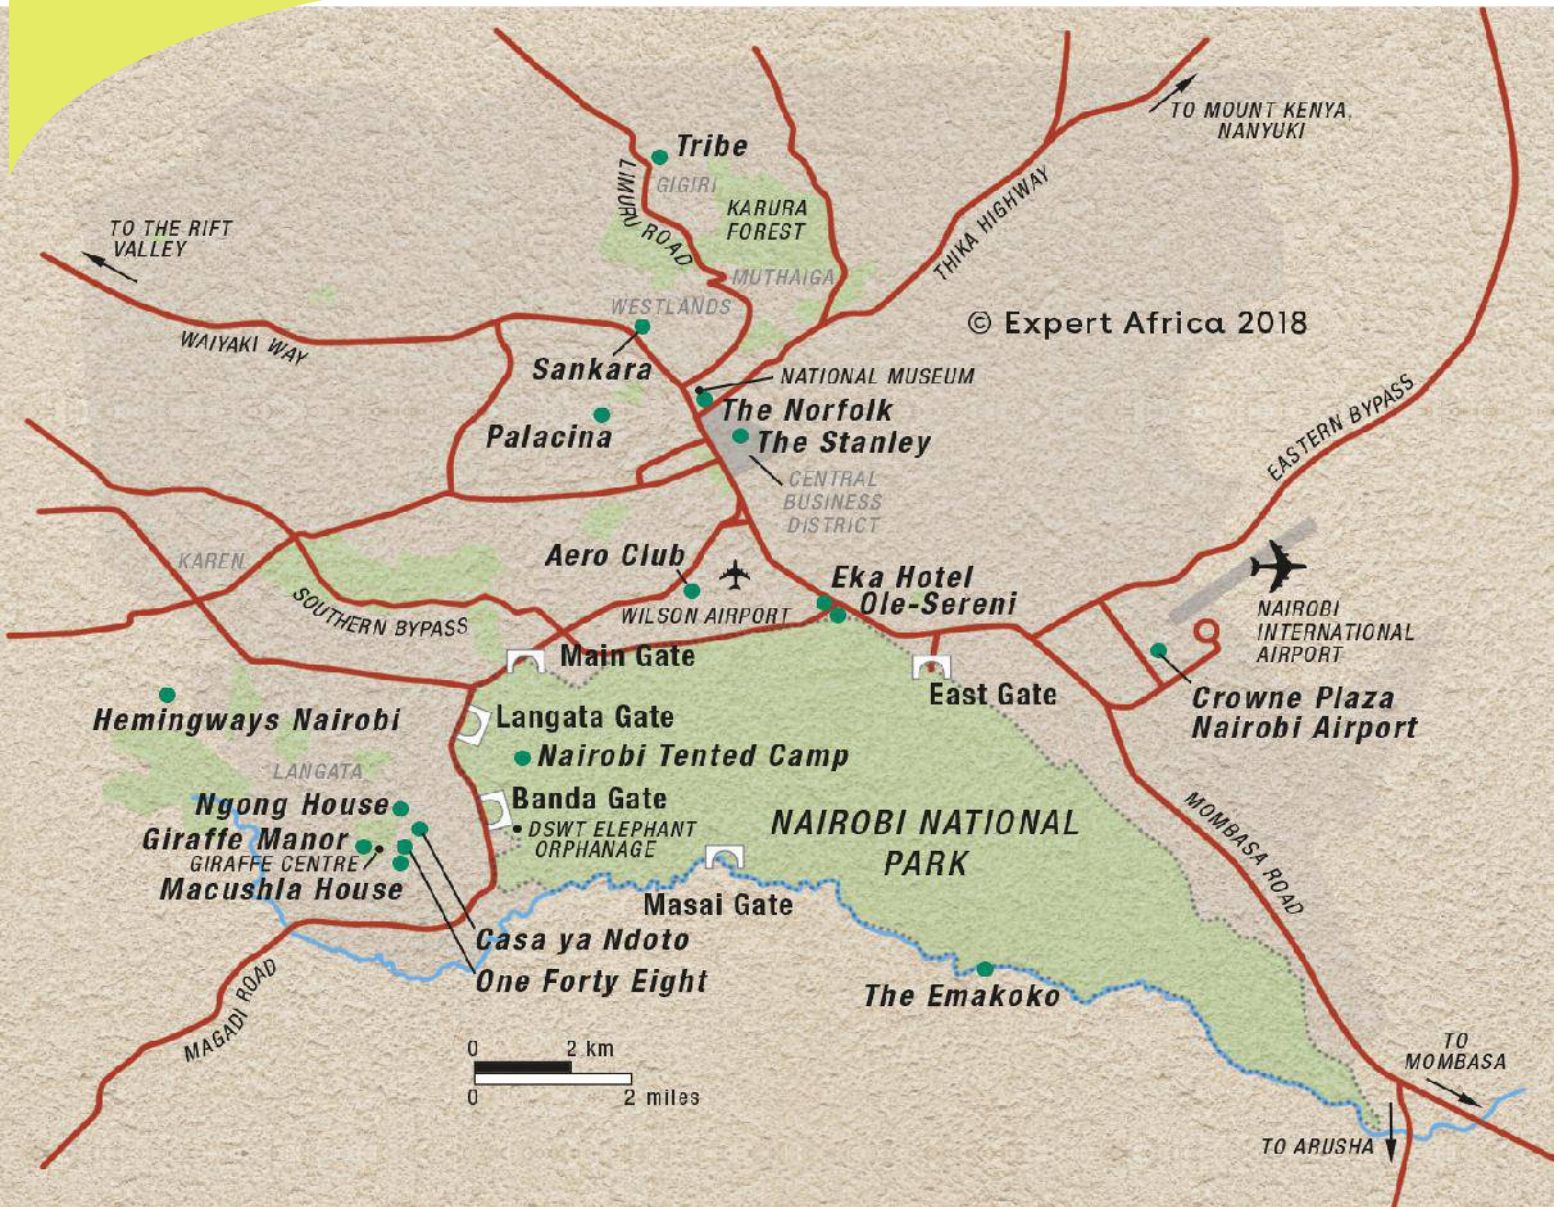 Tribe
GIGIRI
LIMURU ROAD
KARURA
FOREST
MUTHAIGA
TO MOUNT KENYA,
NANYUKI
THIKA HIGHWAY
TO THE RIFT
VALLEY
WAIYAKI WAY
WESTLANDS
Sankara
© Expert Africa 2018
NATIONAL MUSEUM
The Norfolk
Palacina
The Stanley
CENTRAL
BUSINESS
DISTRICT
EASTERN BYPASS
KAREN
Aero Club
WILSON AIRPORT
Eka Hotel
Ole-Sereni
SOUTHERN BYPASS
NAIROBI
INTERNATIONAL
AIRPORT
Main Gate
East Gate
Crowne Plaza
Nairobi Airport
Hemingways Nairobi
Langata Gate
Nairobi Tented Camp
LANGATA
Ngong House
Banda Gate
DSWT ELEPHANT
ORPHANAGE
Giraffe Manor
GIRAFFE CENTRE
Macushla House
NAIROBI NATIONAL
PARK
MOMBASA ROAD
Masai Gate
Casa ya Ndoto
One Forty Eight
The Emakoko
MAGADI ROAD
0 2 km
0 2 miles
TO
MOMBASA
TO ARUSHA